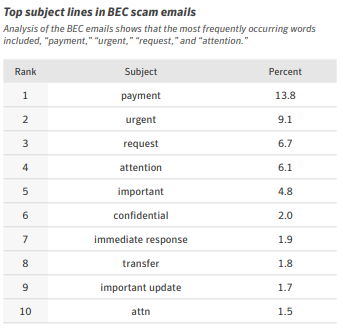 Top subject lines in BEC scam emails
Analysis of the BEC emails shows that the most frequently occurring words
included, “payment,” “urgent,” “request,” and “attention.”
Rank Subject Percent
1 payment 13.8
2 urgent 9.1
3 request 6.7
4 attention 6.1
5 important 4.8
6 confidential 2.0
7 immediate response 1.9
8 transfer 1.8
9 important update 1.7
10 attn 1.5